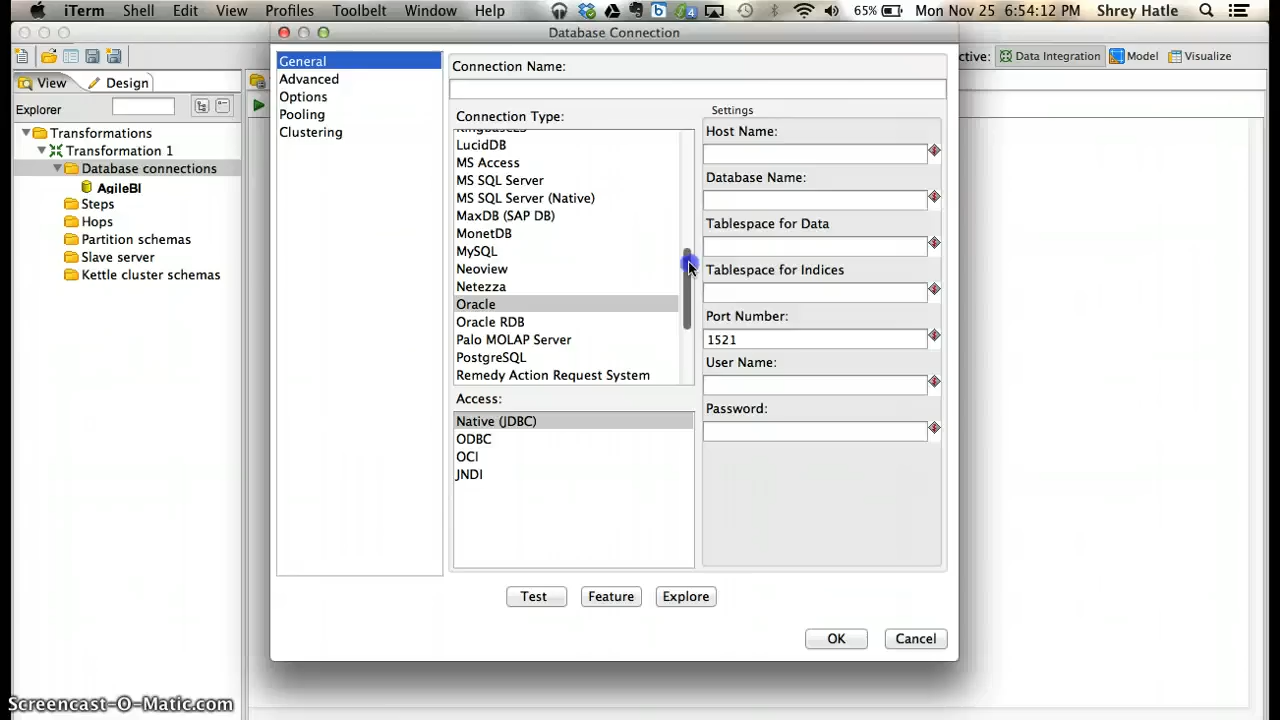 iTerm Shell Edit View Profiles Toolbelt Window Help 4 65% Mon Nov 25 6:54:12 PM Shrey Hatle
Database Connection
View Design
Explorer
Transformations
Transformation 1
Database connections
AgileBI
Steps
Hops
Partition schemas
Slave server
Kettle cluster schemas
General
Advanced
Options
Pooling
Clustering
Connection Name:
Connection Type:
KingbaseES
LucidDB
MS Access
MS SQL Server
MS SQL Server (Native)
MaxDB (SAP DB)
MonetDB
MySQL
Neoview
Netezza
Oracle
Oracle RDB
Palo MOLAP Server
PostgreSQL
Remedy Action Request System
Access:
Native (JDBC)
ODBC
OCI
JNDI
Settings
Host Name:
Database Name:
Tablespace for Data
Tablespace for Indices
Port Number:
1521
User Name:
Password:
Test Feature Explore
OK Cancel
Data Integration Model Visualize
Screencast-O-Matic.com